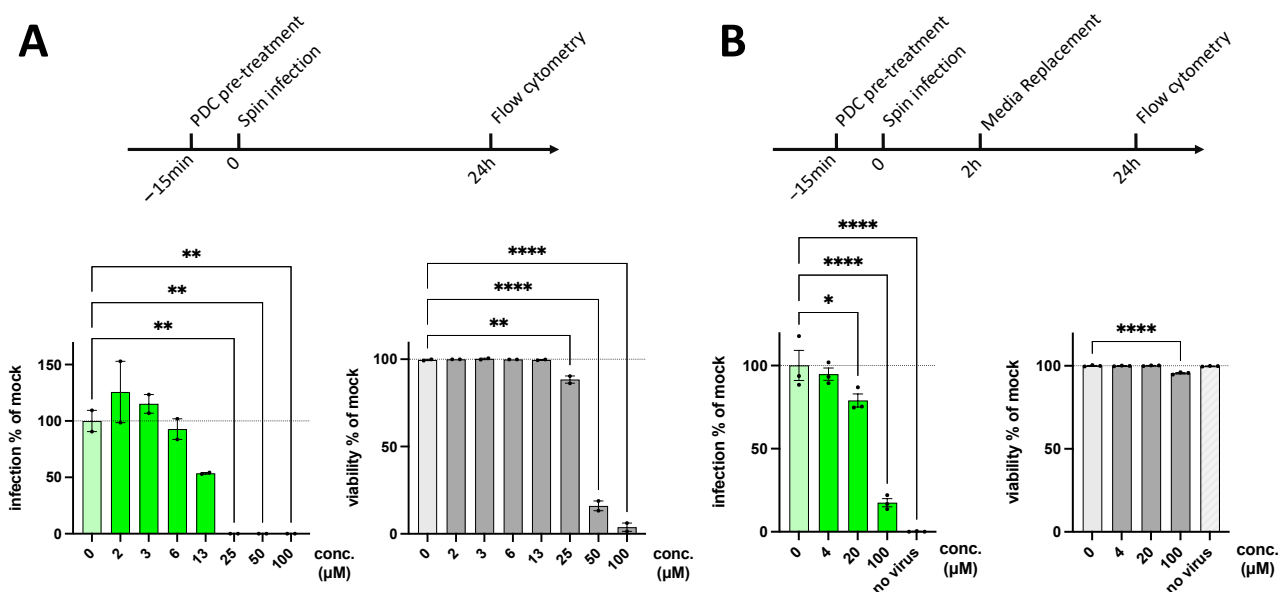 A
PDC pre-treatment
Spin infection
Flow cytometry
−15min
0
24h
B
PDC pre-treatment
Spin infection
Media Replacement
Flow cytometry
−15min
0
2h
24h
**
**
**
infection % of mock
150
100
50
0
0 2 3 6 13 25 50 100
conc.
(µM)
****
****
**
viability % of mock
100
50
0
0 2 3 6 13 25 50 100
conc.
(µM)
****
****
*
infection % of mock
100
50
0
0 4 20 100 no virus
conc.
(µM)
****
viability % of mock
100
50
0
0 4 20 100 no virus
conc.
(µM)